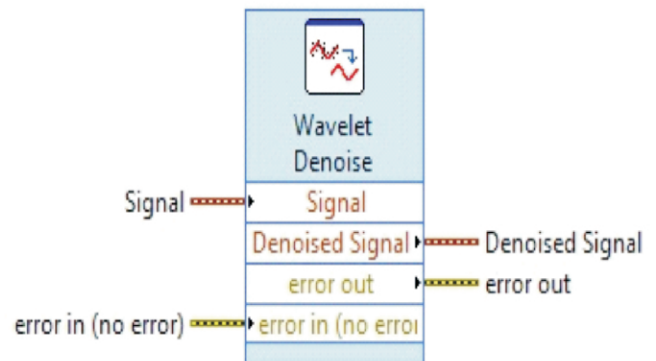 Wavelet
Denoise
Signal
Signal
Denoised Signal
Denoised Signal
error out
error out
error in (no error)
error in (no erroi